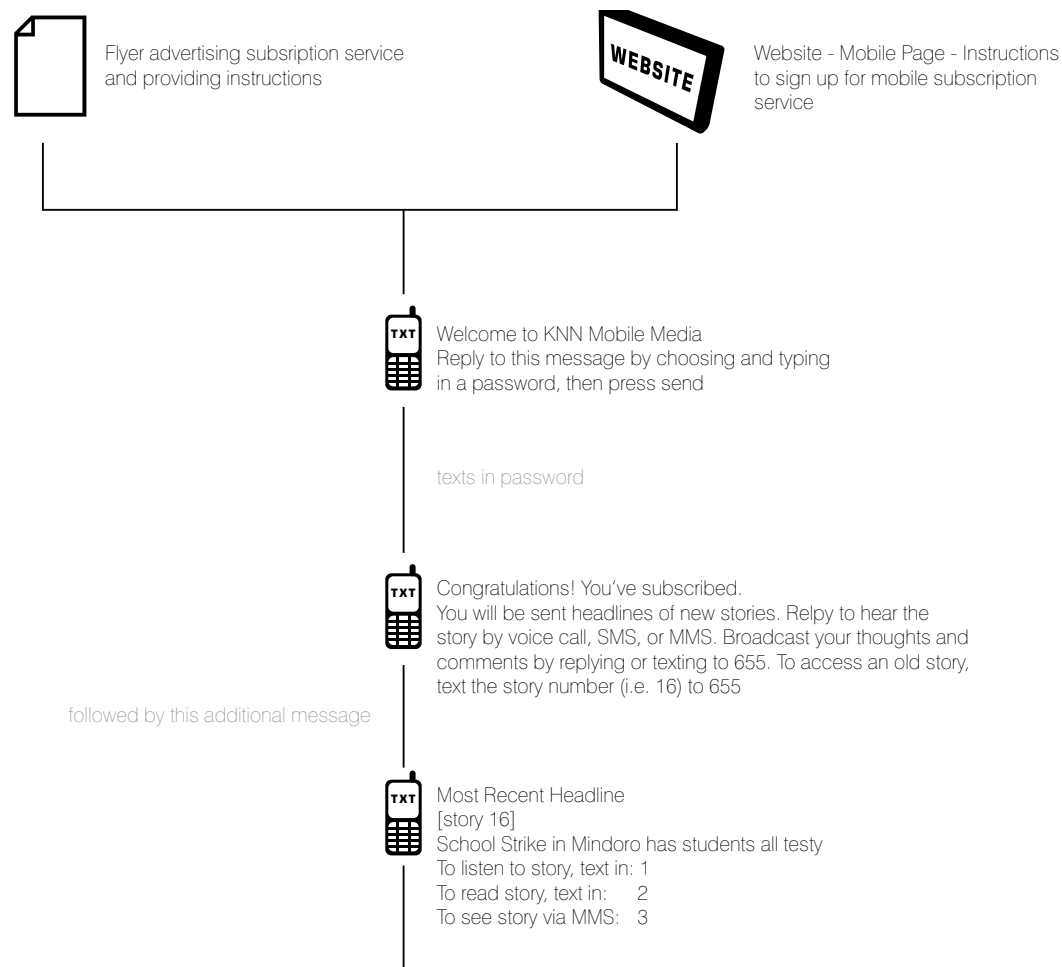 Flyer advertising subsription service
and providing instructions
WEBSITE
Website - Mobile Page - Instructions
to sign up for mobile subscription
service
TXT
Welcome to KNN Mobile Media
Reply to this message by choosing and typing
in a password, then press send
texts in password
TXT
Congratulations! You've subscribed.
You will be sent headlines of new stories. Relpy to hear the
story by voice call, SMS, or MMS. Broadcast your thoughts and
comments by replying or texting to 655. To access an old story,
text the story number (i.e. 16) to 655
followed by this additional message
TXT
Most Recent Headline
[story 16]
School Strike in Mindoro has students all testy
To listen to story, text in: 1
To read story, text in: 2
To see story via MMS: 3